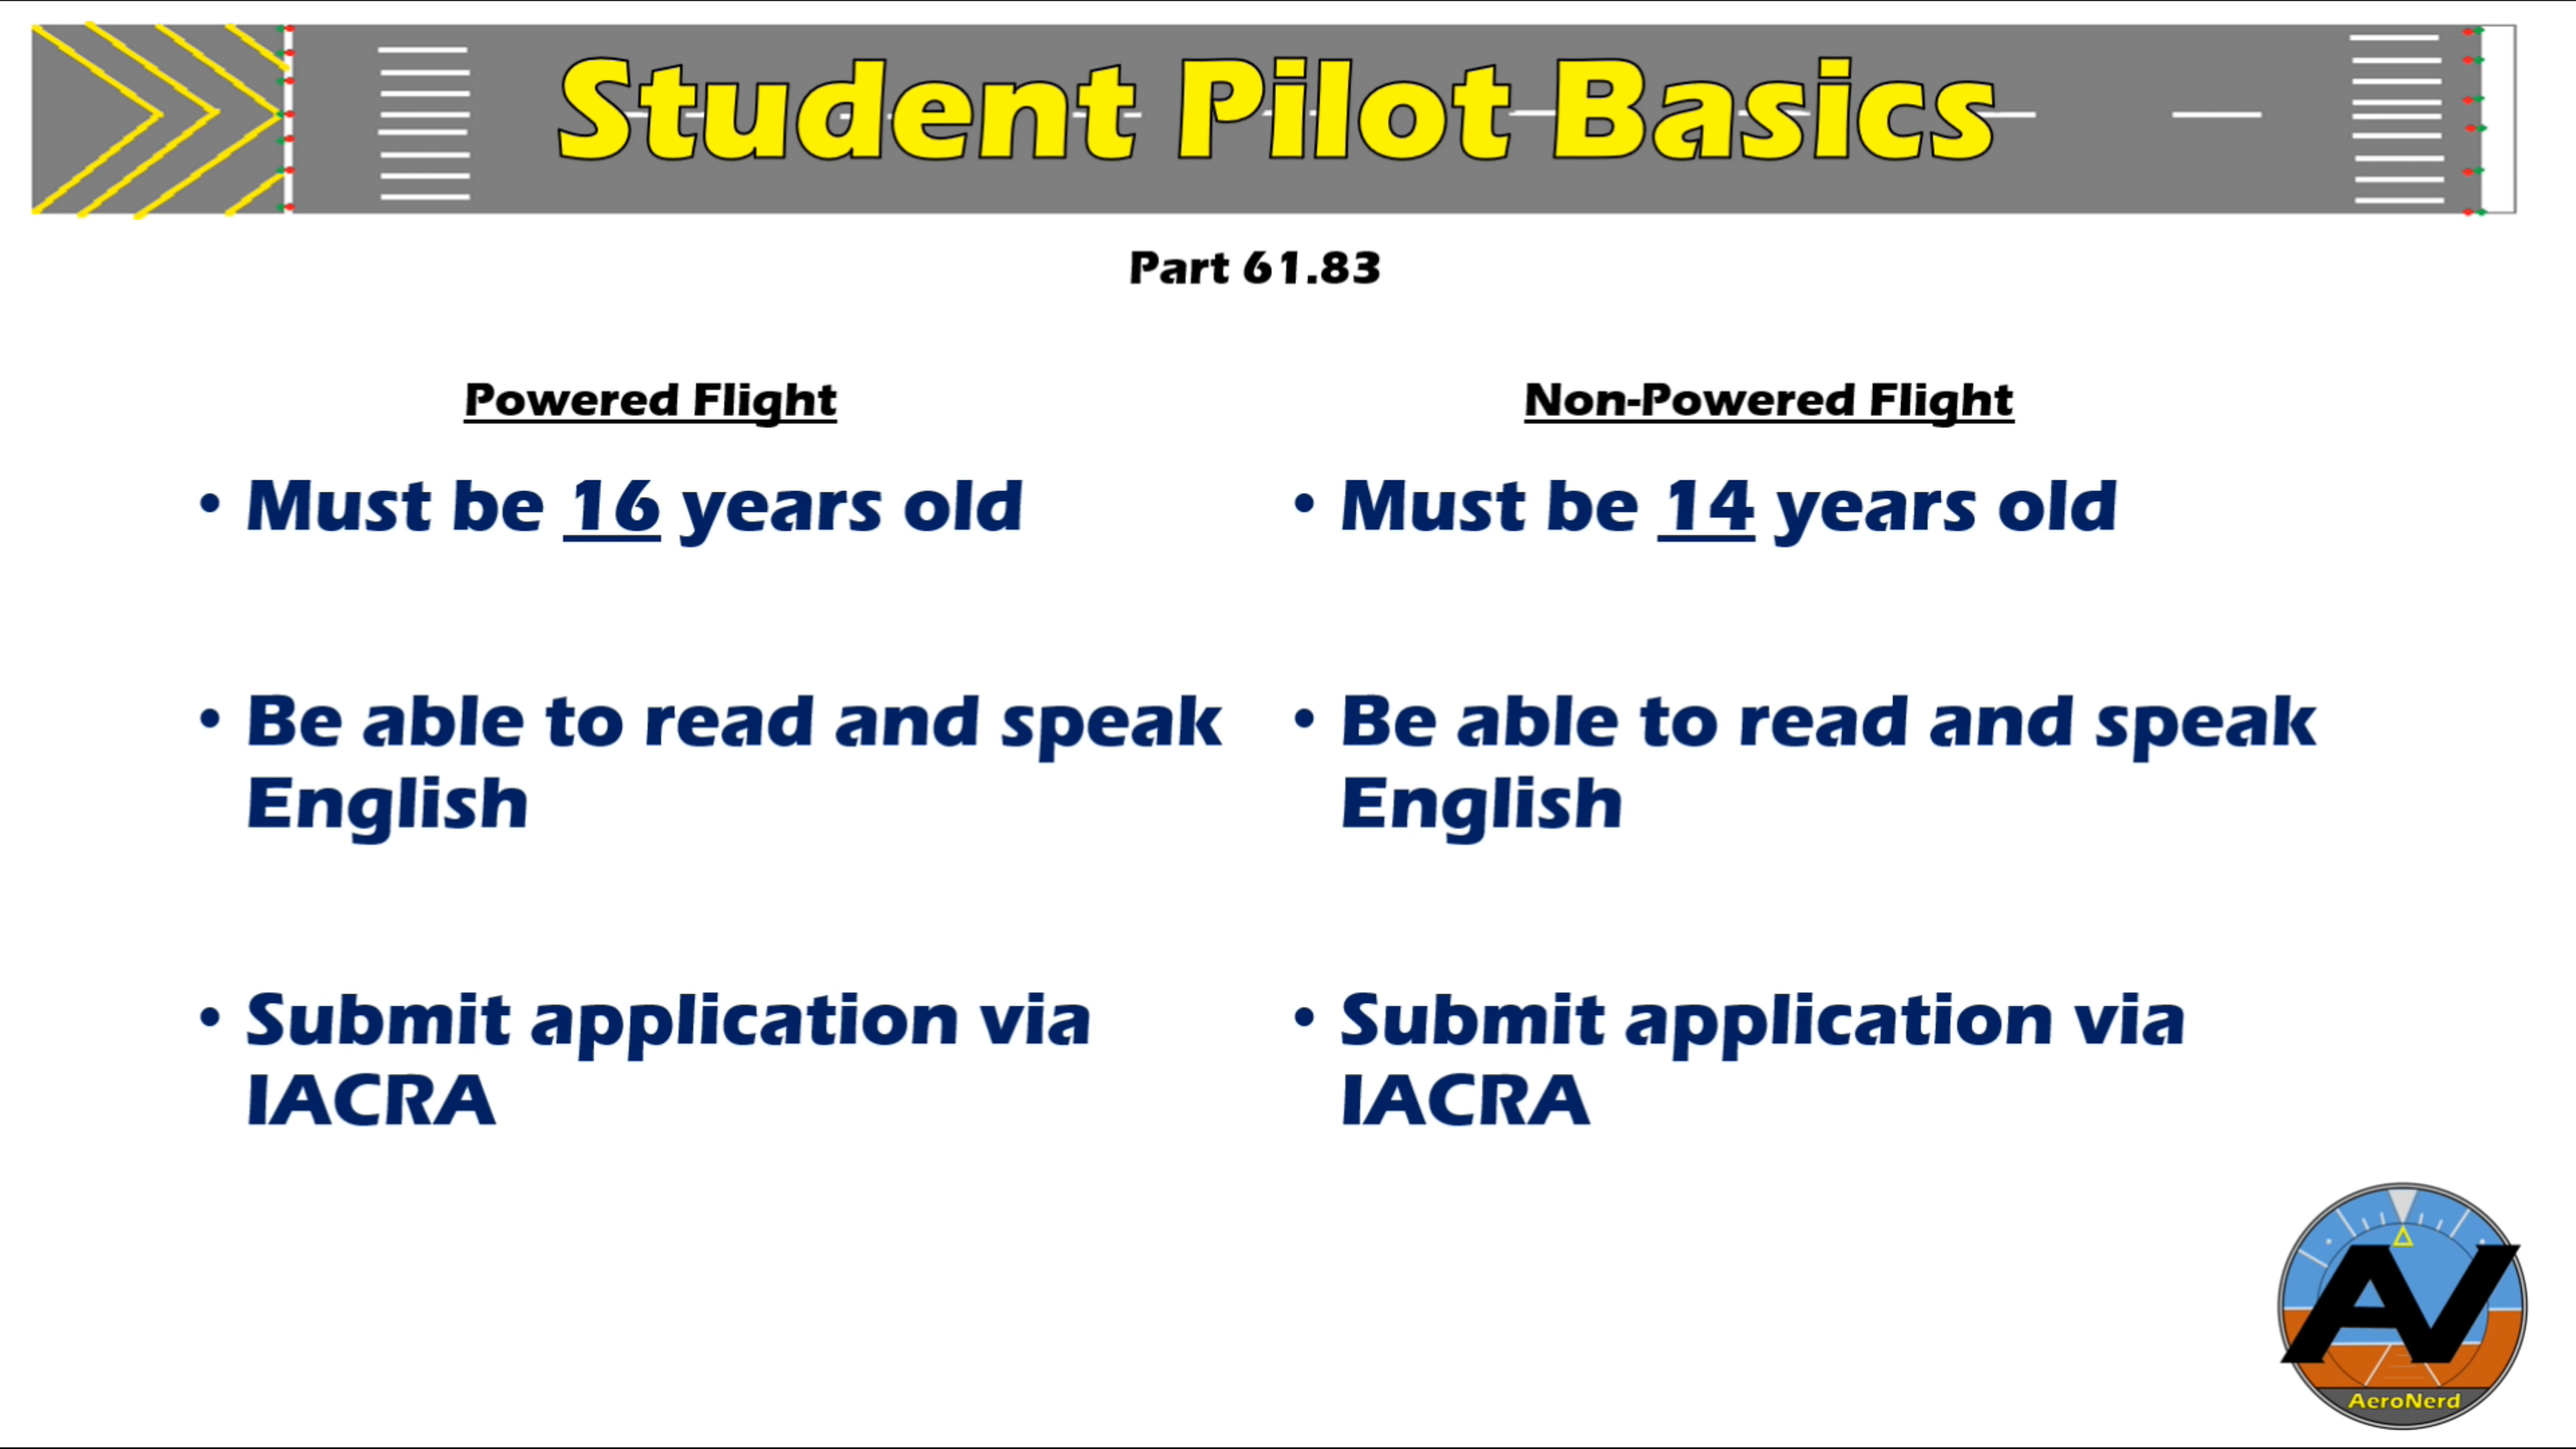 Student Pilot Basics
Part 61.83
Powered Flight
• Must be 16 years old
• Be able to read and speak
English
• Submit application via
IACRA
Non-Powered Flight
• Must be 14 years old
• Be able to read and speak
English
• Submit application via
IACRA
AV
AeroNerd